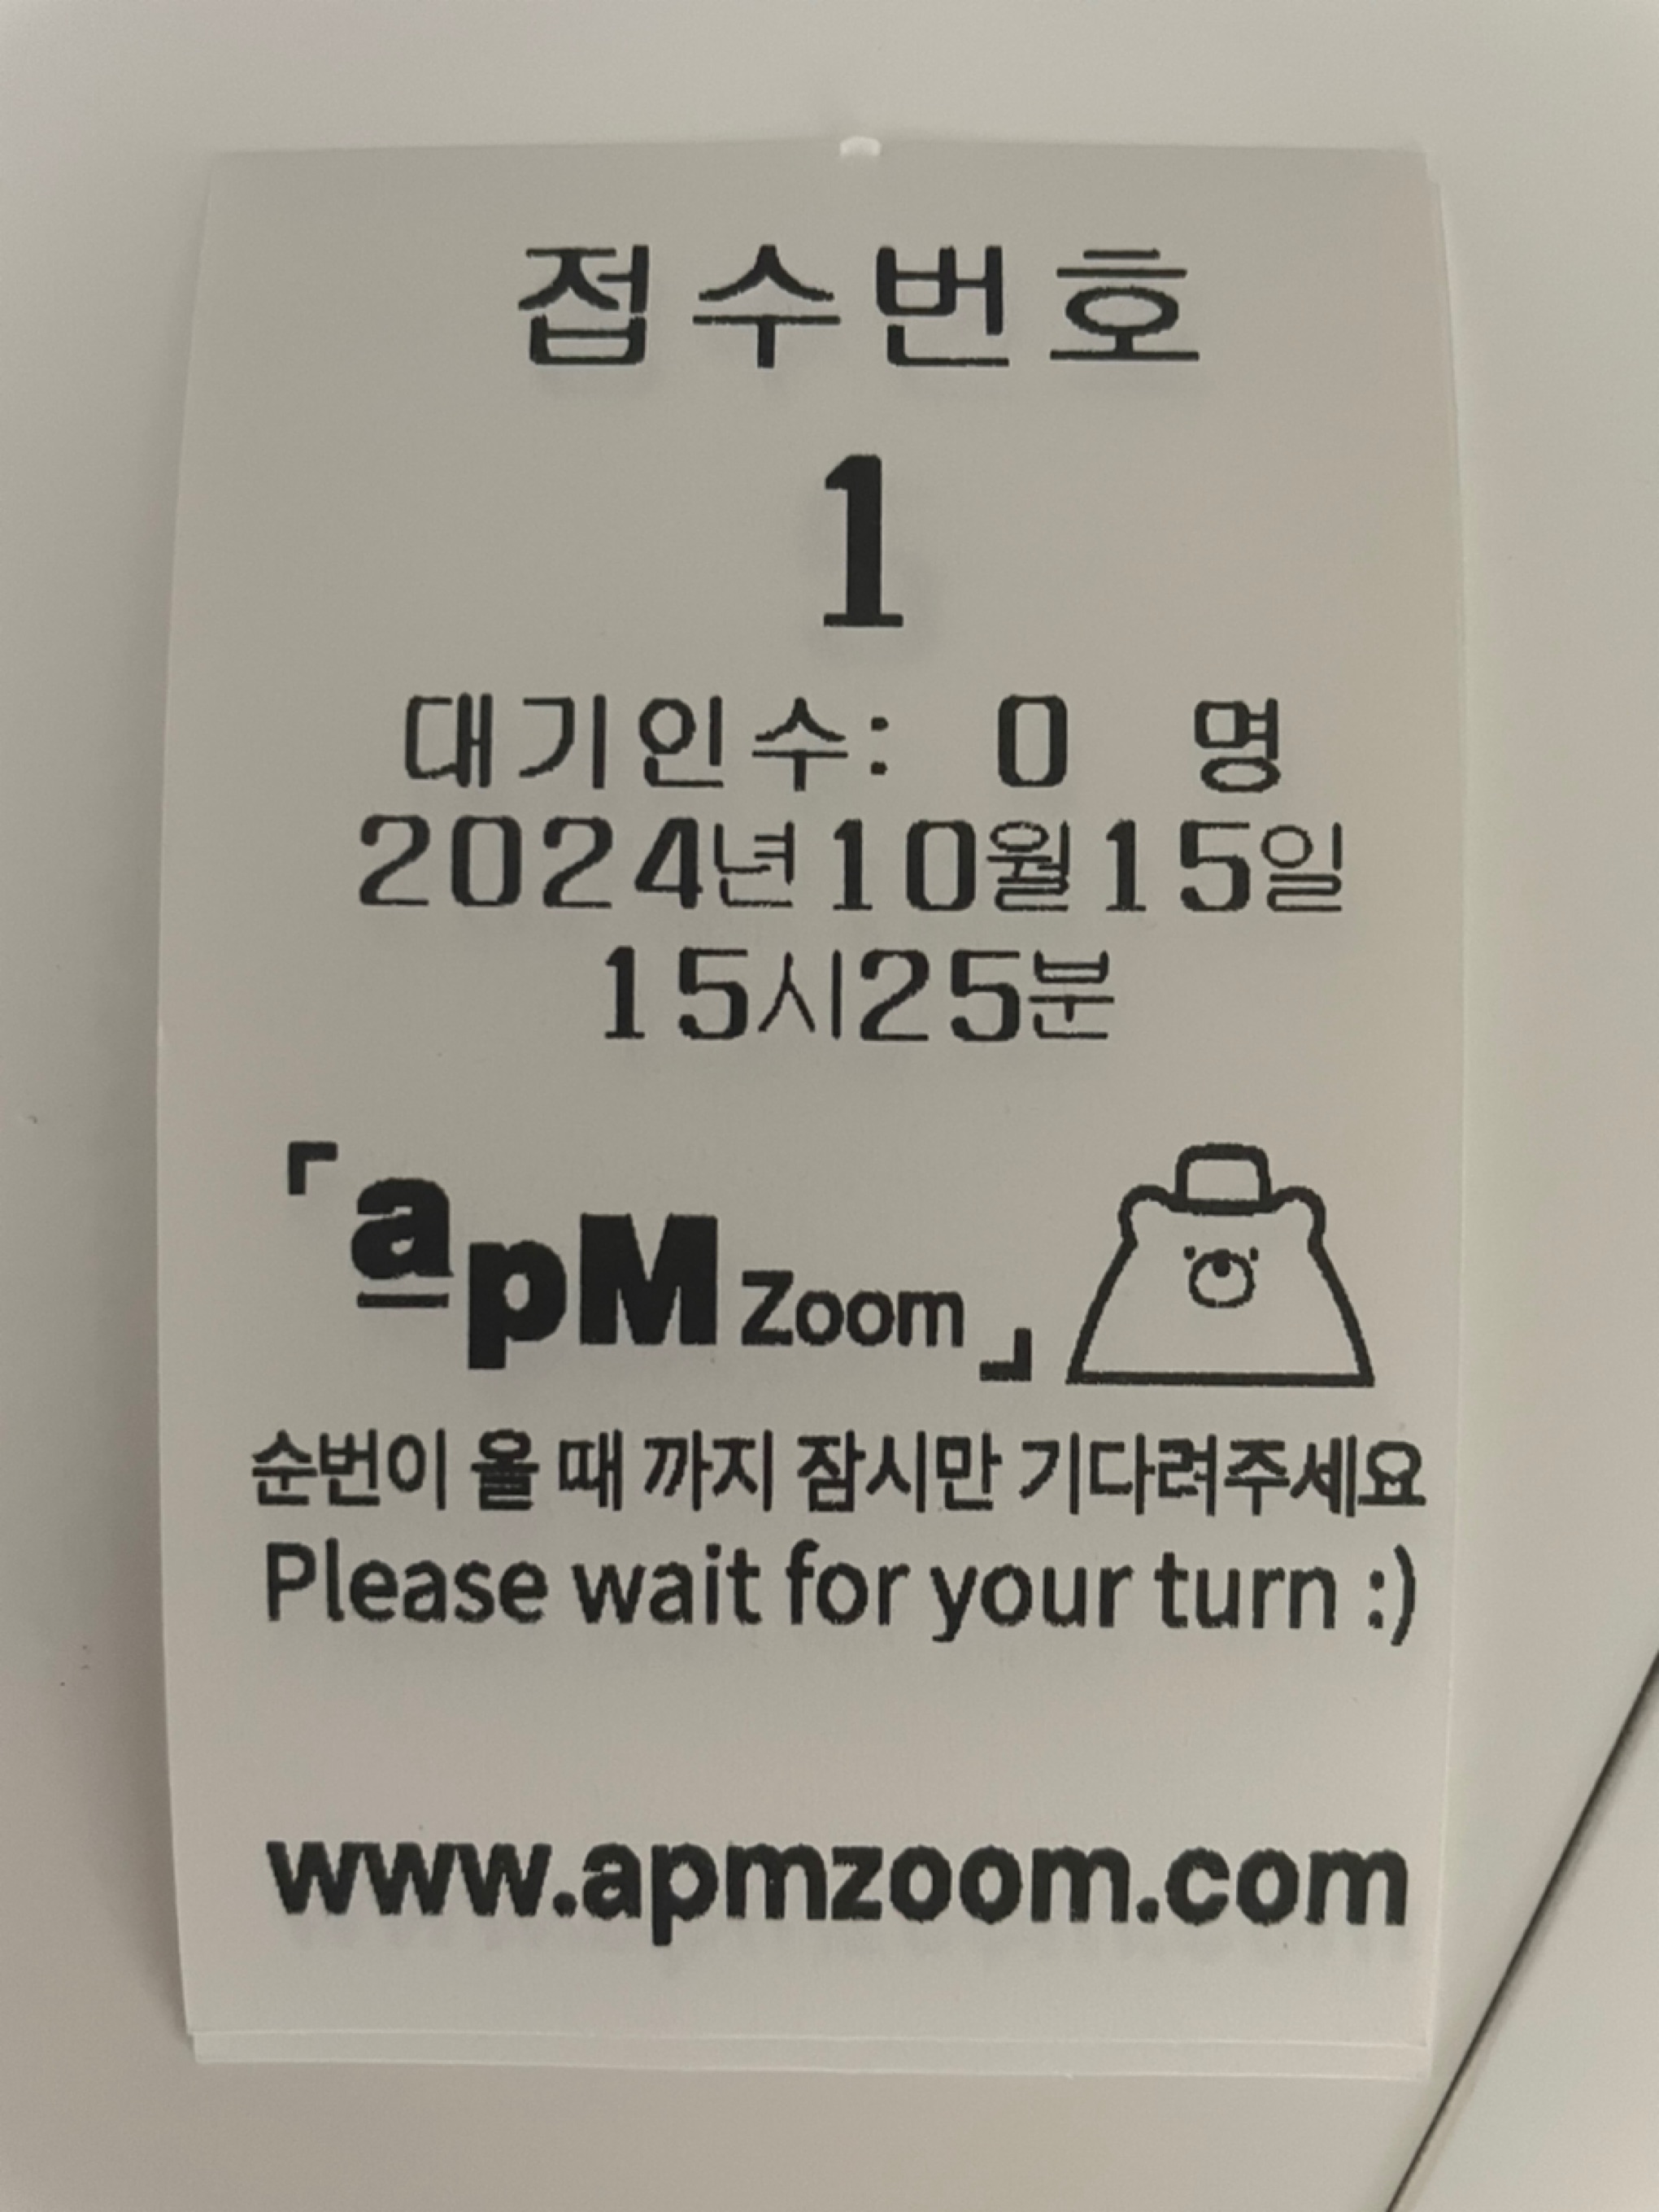 접수번호
1
대기인수: 0 명
2024년10월15일
15시25분
「apM Zoom」
순번이 올 때 까지 잠시만 기다려주세요
Please wait for your turn :)
www.apmzoom.com